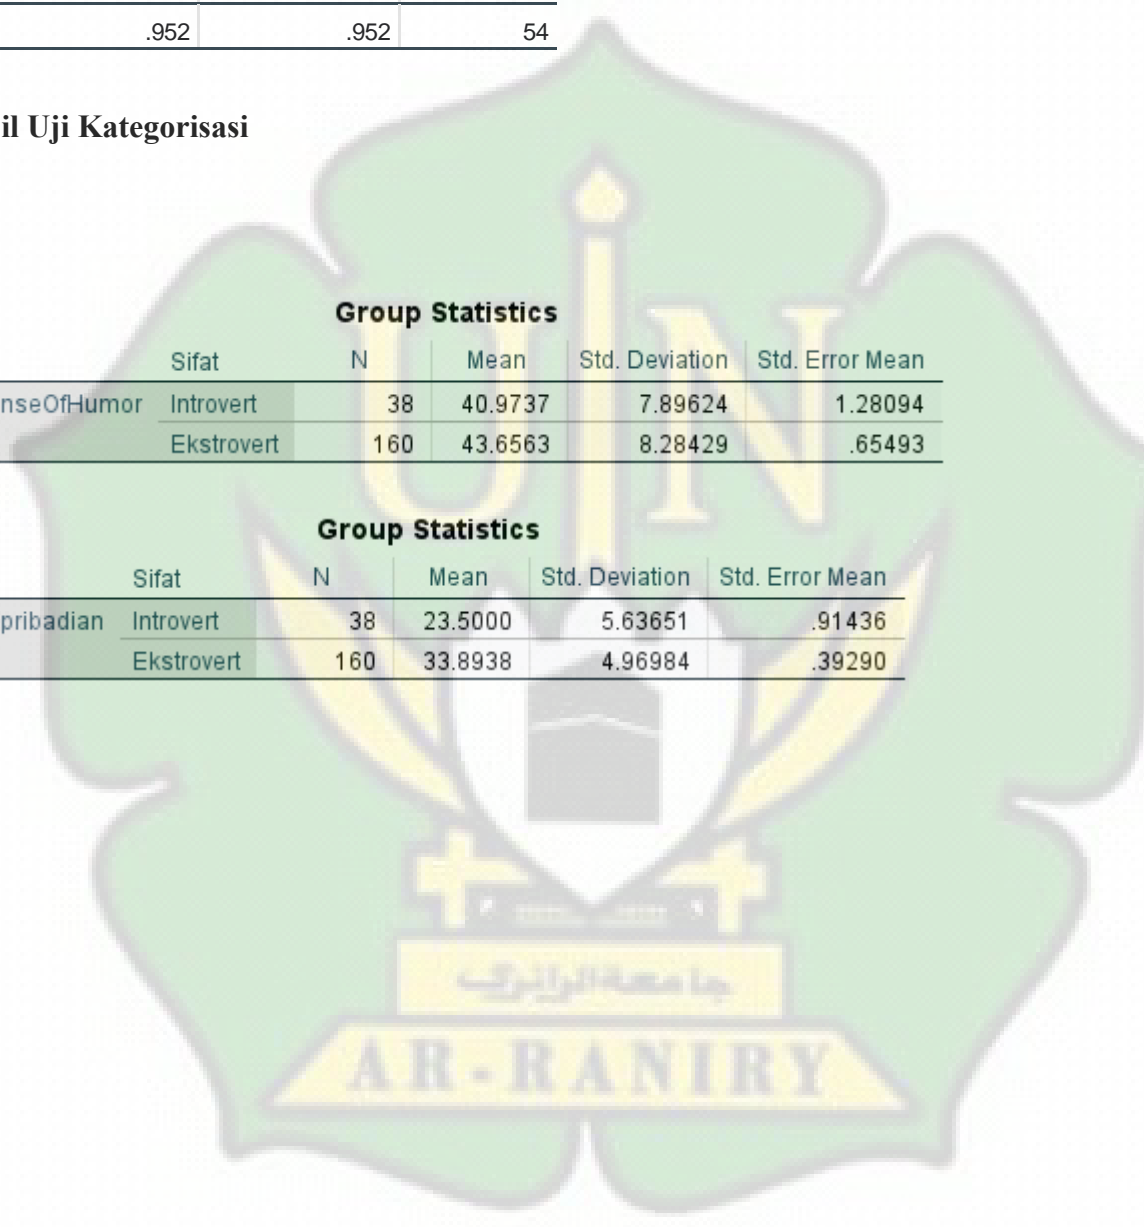 .952 .952 54
il Uji Kategorisasi
Group Statistics
Sifat N Mean Std. Deviation Std. Error Mean
nseOfHumor Introvert 38 40.9737 7.89624 1.28094
Ekstrovert 160 43.6563 8.28429 .65493
Group Statistics
Sifat N Mean Std. Deviation Std. Error Mean
pribadian Introvert 38 23.5000 5.63651 .91436
Ekstrovert 160 33.8938 4.96984 .39290
UIN
جامعة الرانري
AR-RANIRY